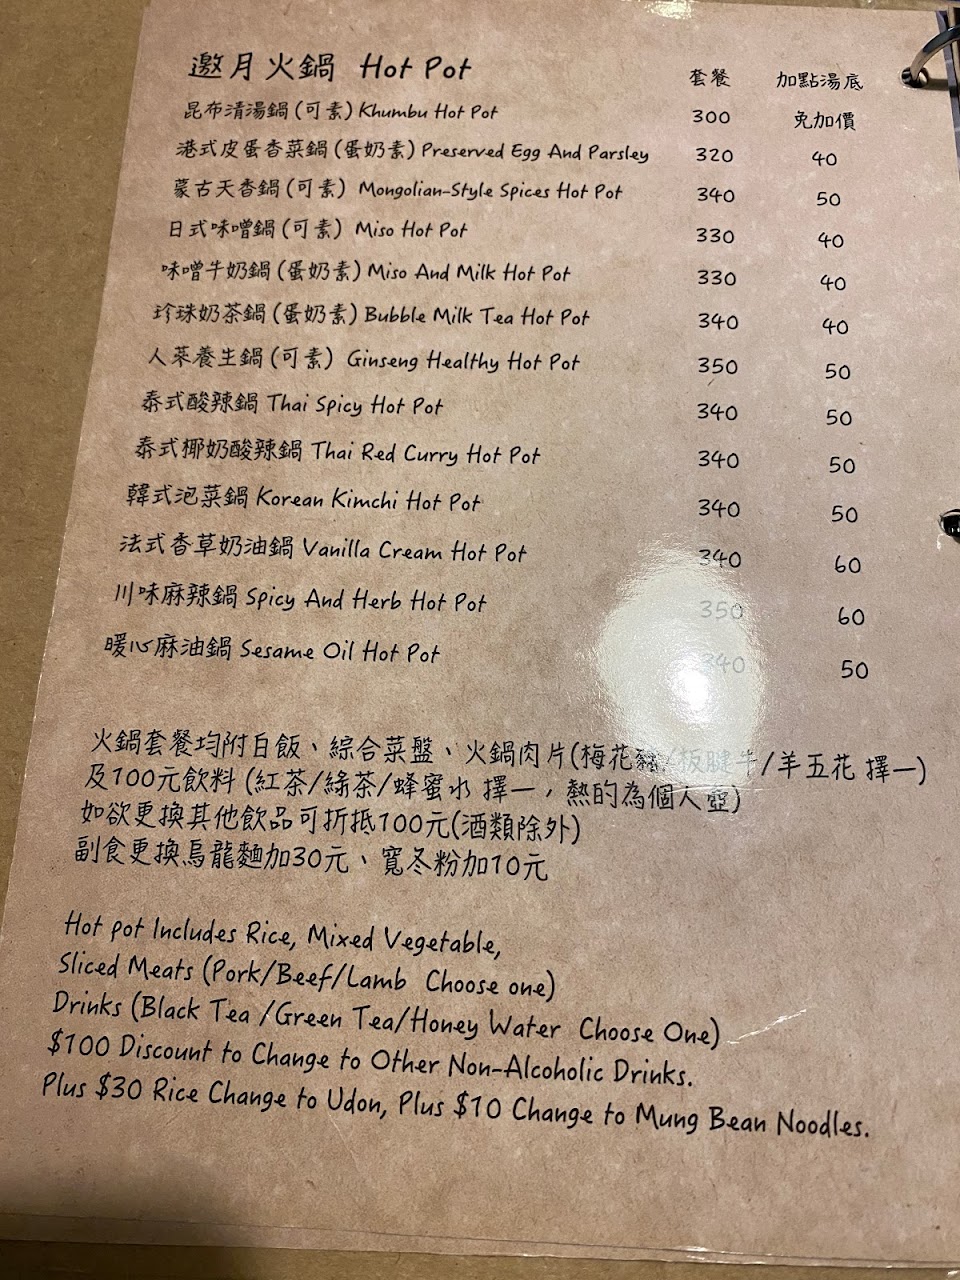 邀月火鍋 Hot Pot 套餐 加點湯底
昆布清湯鍋(可素) Khumbu Hot Pot 300 免加價
港式皮蛋香菜鍋(蛋奶素) Preserved Egg And Parsley 320 40
蒙古天香鍋(可素) Mongolian-Style Spices Hot Pot 340 50
日式味噌鍋(可素) Miso Hot Pot 330 40
味噌牛奶鍋(蛋奶素) Miso And Milk Hot Pot 330 40
珍珠奶茶鍋(蛋奶素) Bubble Milk Tea Hot Pot 340 40
人蔘養生鍋(可素) Ginseng Healthy Hot Pot 350 50
泰式酸辣鍋 Thai Spicy Hot Pot 340 50
泰式椰奶酸辣鍋 Thai Red Curry Hot Pot 340 50
韓式泡菜鍋 Korean Kimchi Hot Pot 340 50
法式香草奶油鍋 Vanilla Cream Hot Pot 340 60
川味麻辣鍋 Spicy And Herb Hot Pot 350 60
暖心麻油鍋 Sesame Oil Hot Pot 340 50
火鍋套餐均附白飯、綜合菜盤、火鍋肉片(梅花豬/板腱牛/羊五花 擇一)
及100元飲料 (紅茶/綠茶/蜂蜜水 擇一，熱的為個人壺)
如欲更換其他飲品可折抵100元(酒類除外)
副食更換烏龍麵加30元、寬冬粉加10元
Hot pot Includes Rice, Mixed Vegetable,
Sliced Meats (Pork/Beef/Lamb Choose one)
Drinks (Black Tea /Green Tea/Honey Water Choose One)
$100 Discount to Change to Other Non-Alcoholic Drinks.
Plus $30 Rice Change to Udon, Plus $10 Change to Mung Bean Noodles.